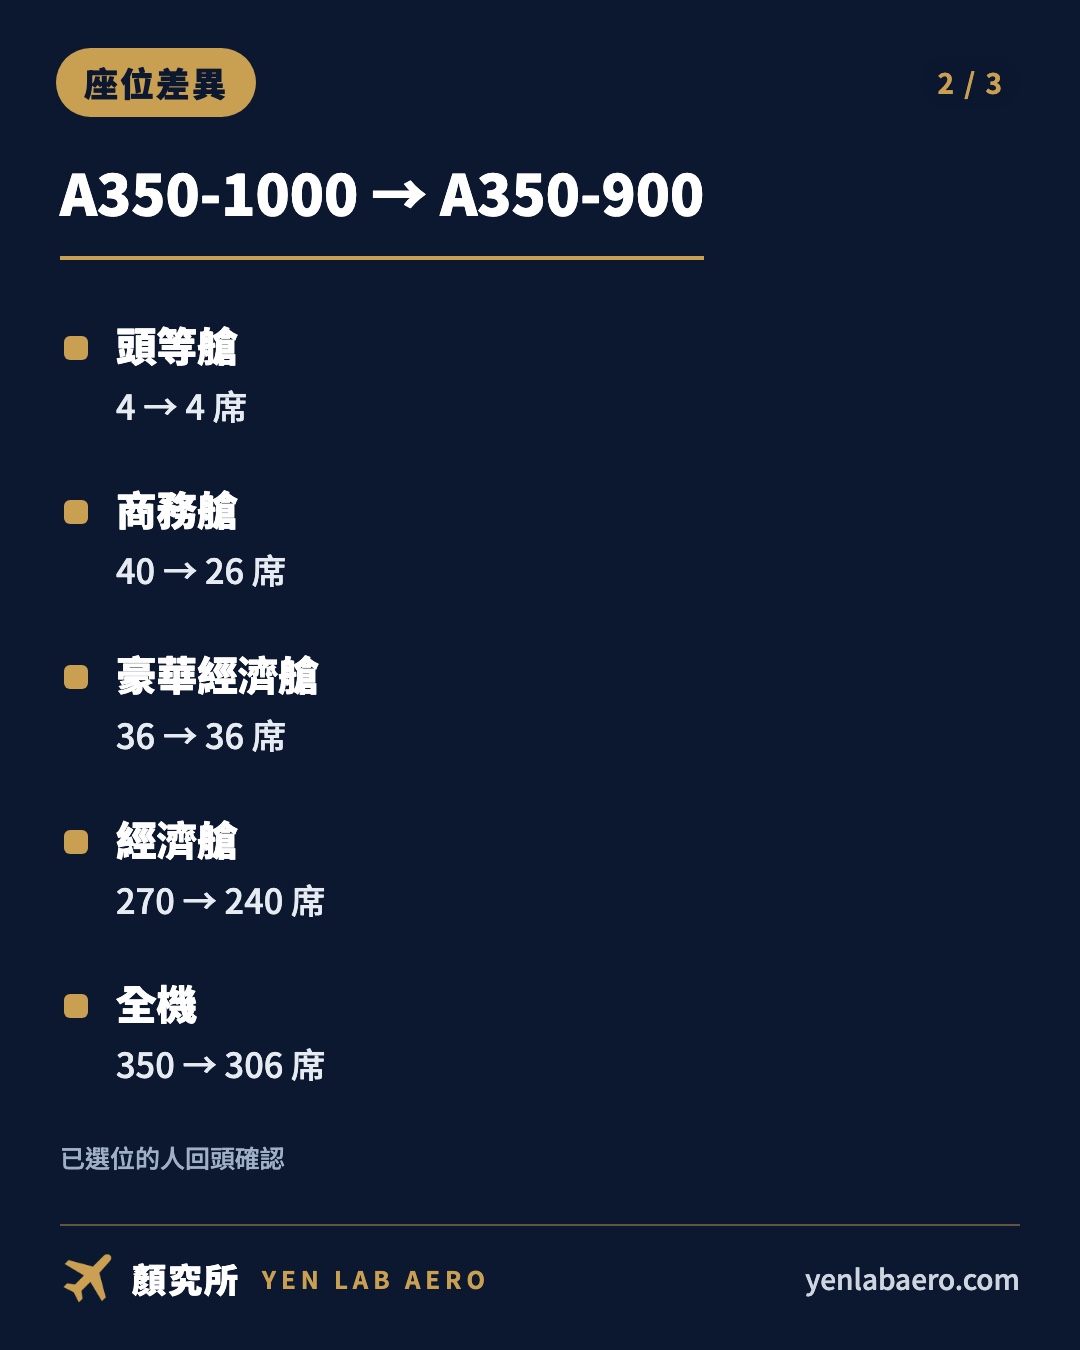 座位差異
2 / 3
A350-1000 → A350-900
頭等艙
4 → 4 席
商務艙
40 → 26 席
豪華經濟艙
36 → 36 席
經濟艙
270 → 240 席
全機
350 → 306 席
已選位的人回頭確認
顏究所 YEN LAB AERO
yenlabaero.com